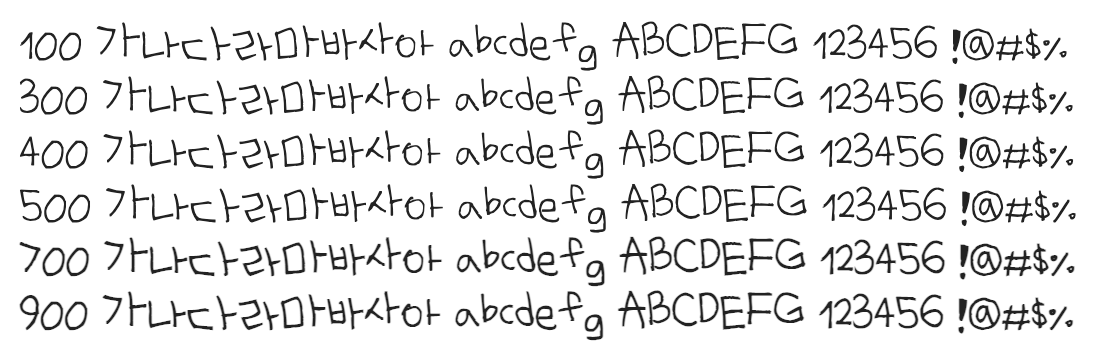 100 가나다라마바사아 abcdefg ABCDEFG 123456 !@#$%
300 가나다라마바사아 abcdefg ABCDEFG 123456 !@#$%
400 가나다라마바사아 abcdefg ABCDEFG 123456 !@#$%
500 가나다라마바사아 abcdefg ABCDEFG 123456 !@#$%
700 가나다라마바사아 abcdefg ABCDEFG 123456 !@#$%
900 가나다라마바사아 abcdefg ABCDEFG 123456 !@#$%